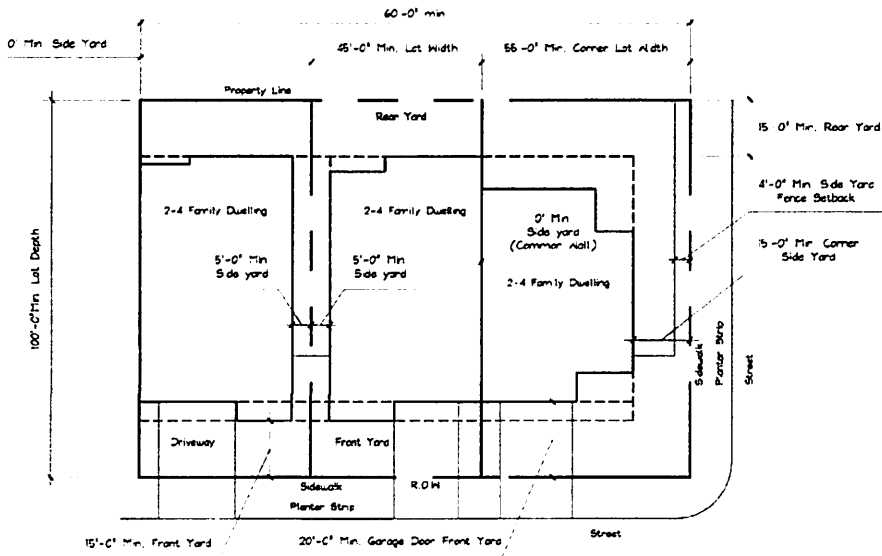 60'-0" min
0' Min Side Yard
45'-0" Min. Lot Width
55'-0" Min. Corner Lot Width
Property Line
Rear Yard
15'-0" Min. Rear Yard
4'-0" Min Side Yard
Fence Setback
2-4 Family Dwelling
2-4 Family Dwelling
0' Min
Side yard
(Common Wall)
15'-0" Min Corner
Side Yard
5'-0" Min
Side yard
5'-0" Min
Side yard
2-4 Family Dwelling
100'-0" Min Lot Depth
Sidewalk
Planter Strip
Street
Driveway
Front Yard
Sidewalk
R.O.W
Planter Strip
15'-0" Min. Front Yard
20'-0" Min. Garage Door Front Yard
Street